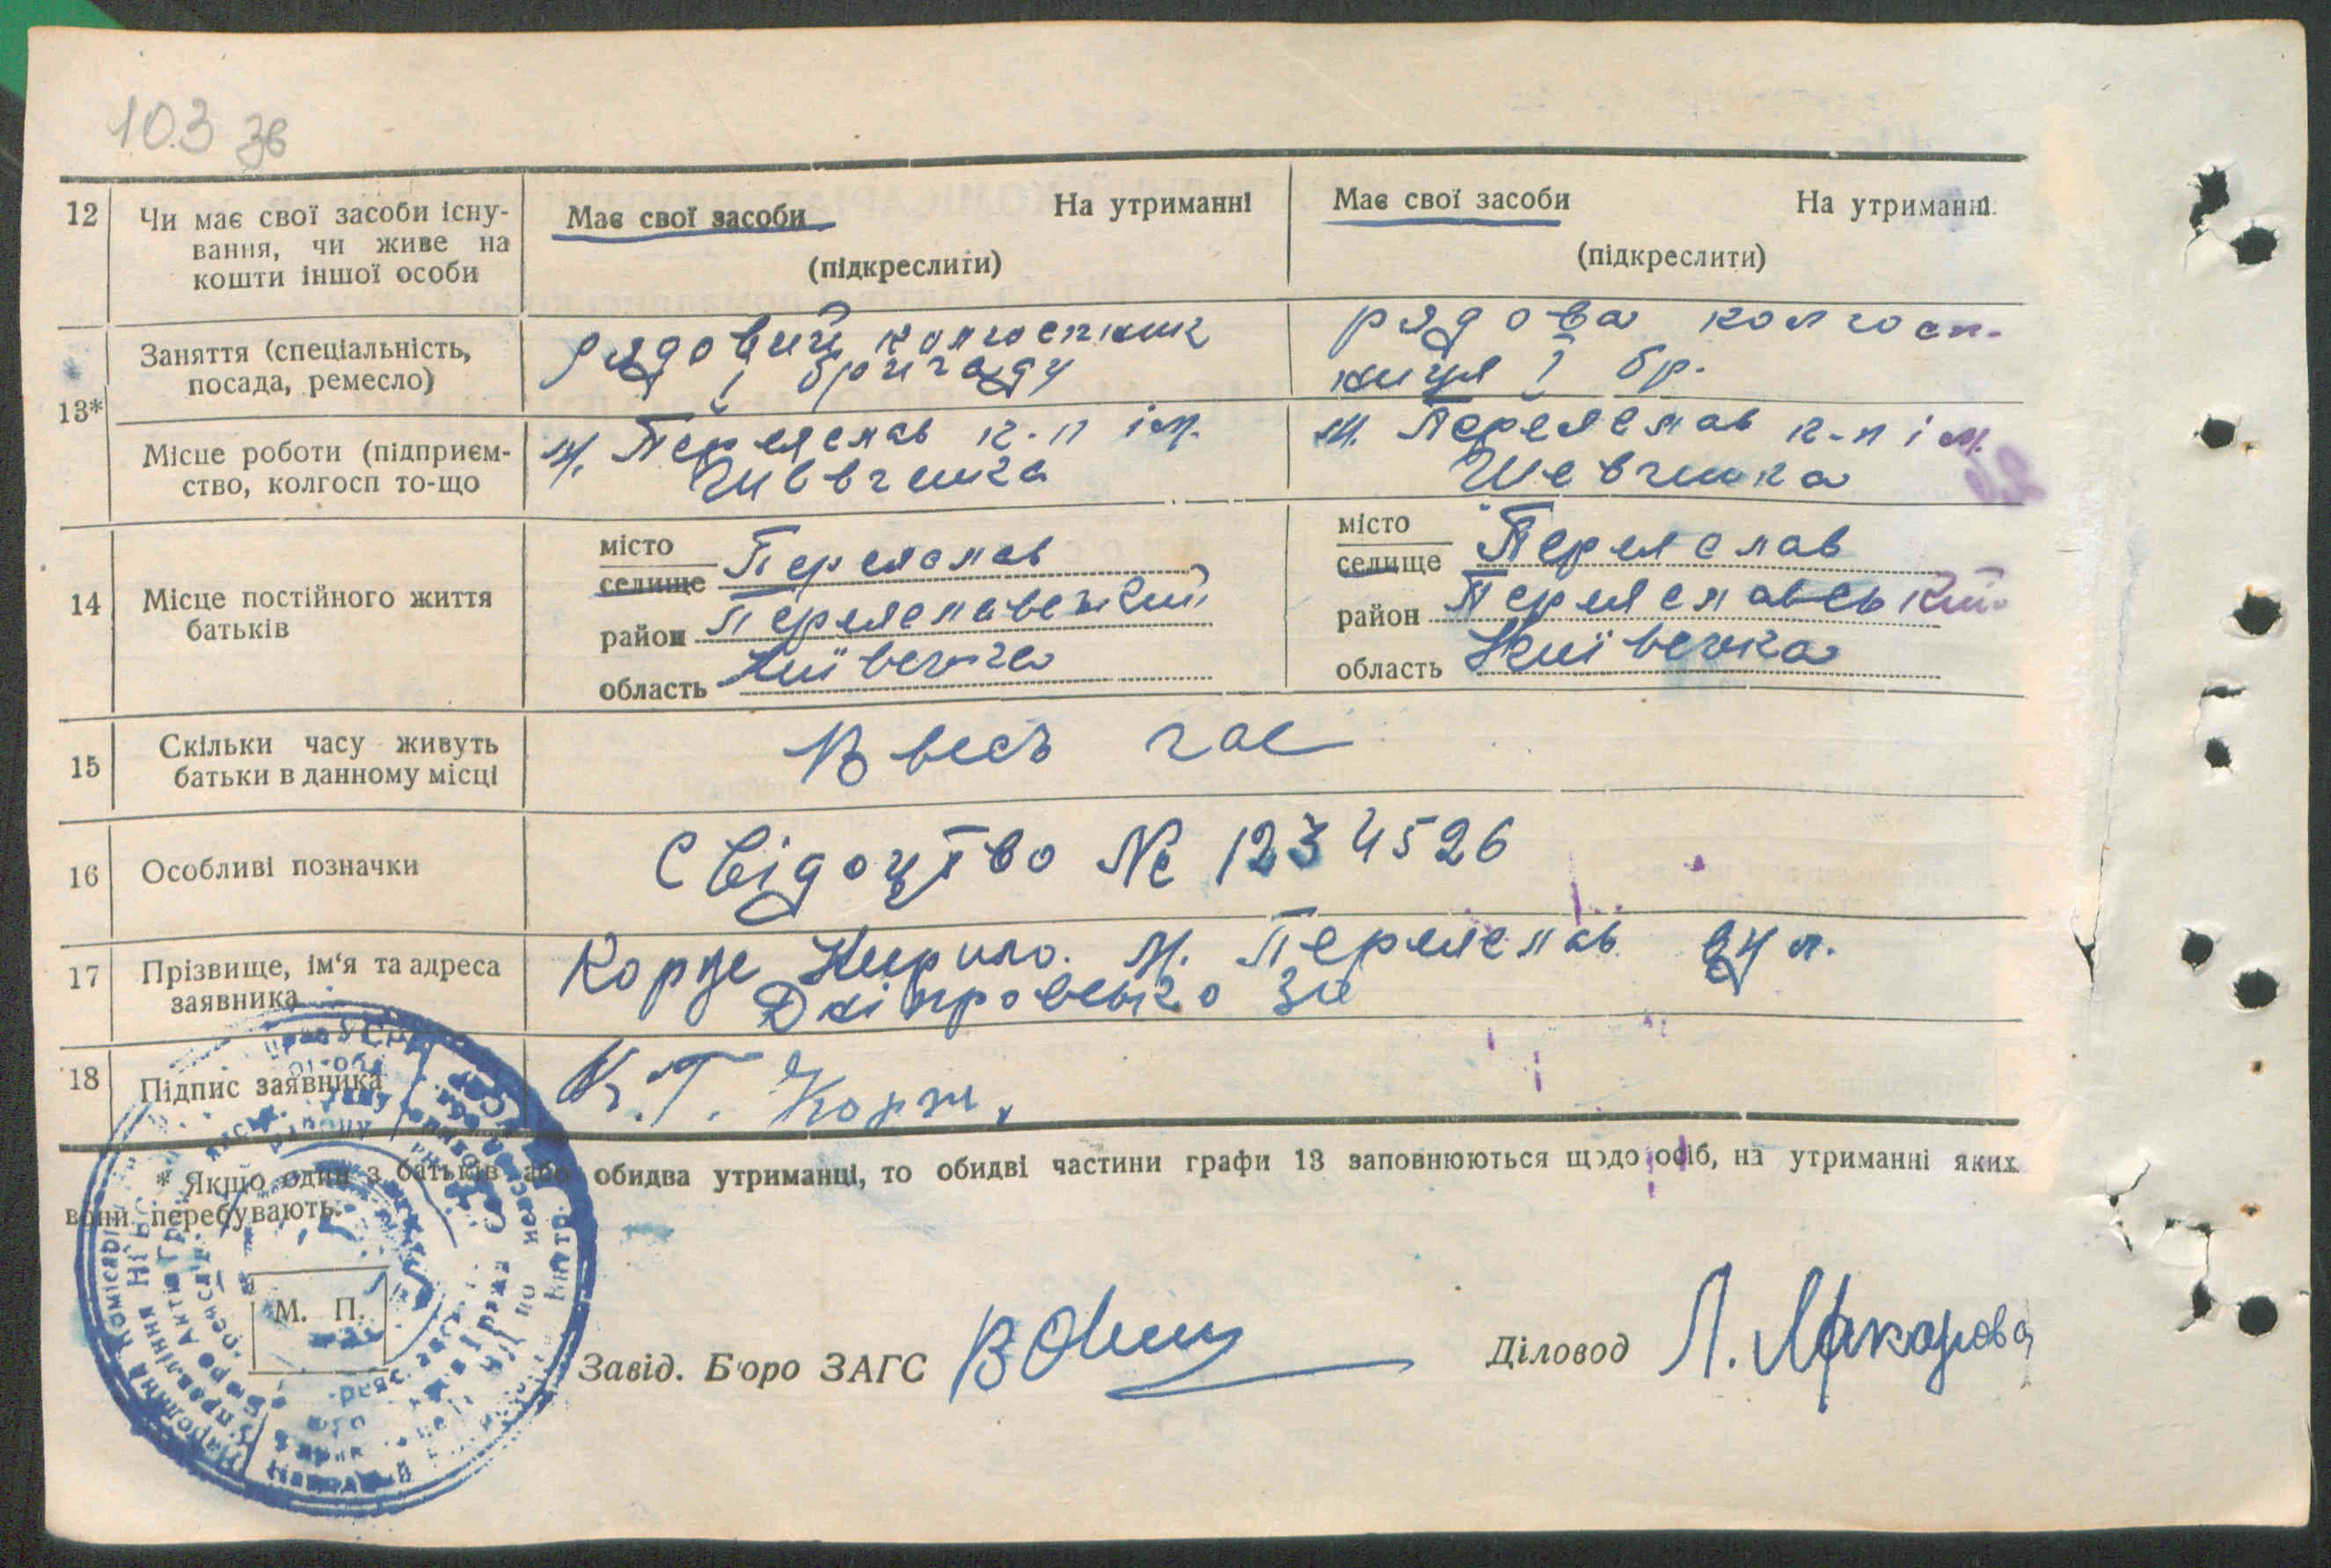 103 зв
12 Чи має свої засоби існу- Має свої засоби На утриманні Має свої засоби На утриманні
вання, чи живе на
кошти іншої особи (підкреслити) (підкреслити)
Заняття (спеціальність, рядовий колгоспник рядова колгосп-
посада, ремесло) І бригади ниця І бр.
13*
Місце роботи (підприєм- м. Переяслав к-п ім. м. Переяслав к-п ім.
ство, колгосп то-що Шевченка Шевченка
місто місто
селище Переяслав селище Переяслав
14 Місце постійного життя
батьків район Переяславський район Переяславський
область Київська область Київська
15 Скільки часу живуть Ввесь час
батьки в данному місці
16 Особливі позначки Свідоцтво № 1234526
17 Прізвище, ім'я та адреса Корж Кирило. м. Переяслав вул.
заявника Дніпровсько
18 Підпис заявника К. Г. Корж.
* Якщо один з батьків або обидва утриманці, то обидві частини графи 13 заповнюються щодо осіб, на утриманні яких
вони перебувають.
М. П.
Завід. Бюро ЗАГС Діловод Л. Макарова